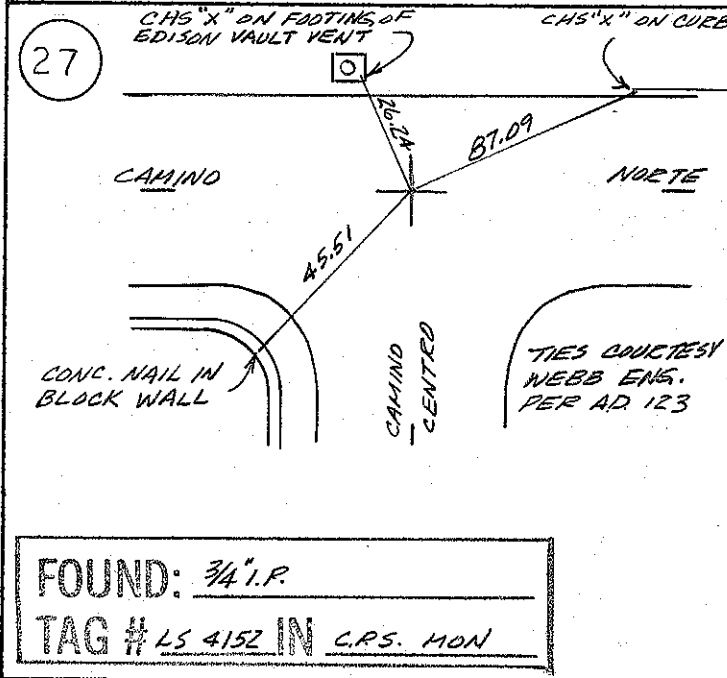 27
CHS "X" ON FOOTING OF
EDISON VAULT VENT
CHS "X" ON CURB
26.24
87.09
CAMINO
NORTE
45.51
CONC. NAIL IN
BLOCK WALL
CAMINO
CENTRO
TIES COURTESY
WEBB ENG.
PER A.D. 123
FOUND: 3/4" I.P.
TAG # LS 4152 IN C.P.S. MON